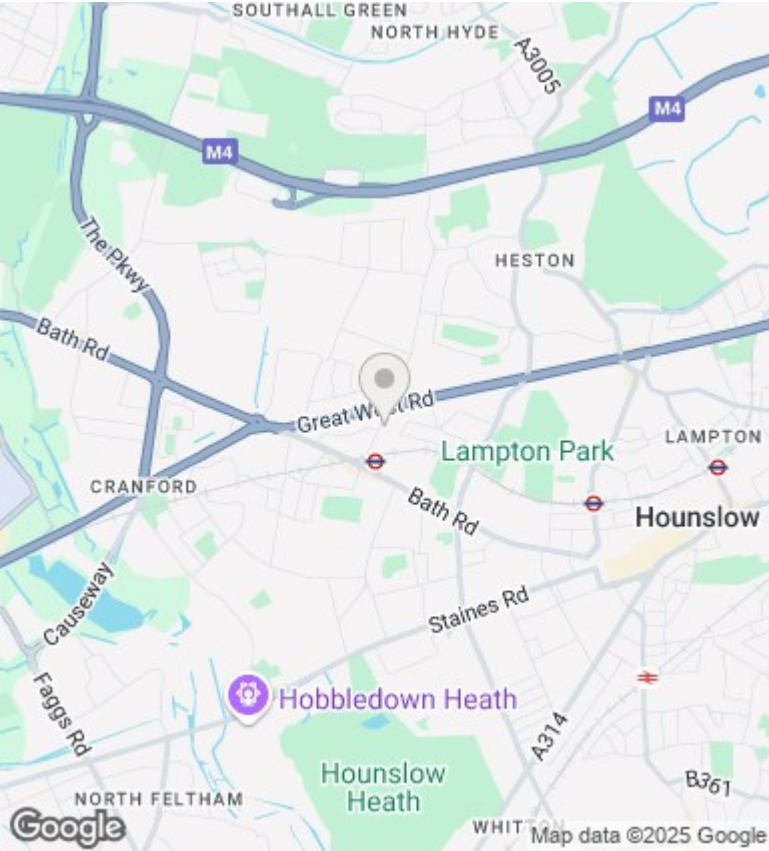 SOUTHALL GREEN
NORTH HYDE
A3005
M4
M4
The Pkwy
HESTON
Bath Rd
Great West Rd
LAMPTON
Lampton Park
CRANFORD
Bath Rd
Hounslow
Causeway
Staines Rd
Faggs Rd
Hobbledown Heath
A314
Hounslow
Heath
B361
NORTH FELTHAM
WHITTON
Google
Map data ©2025 Google